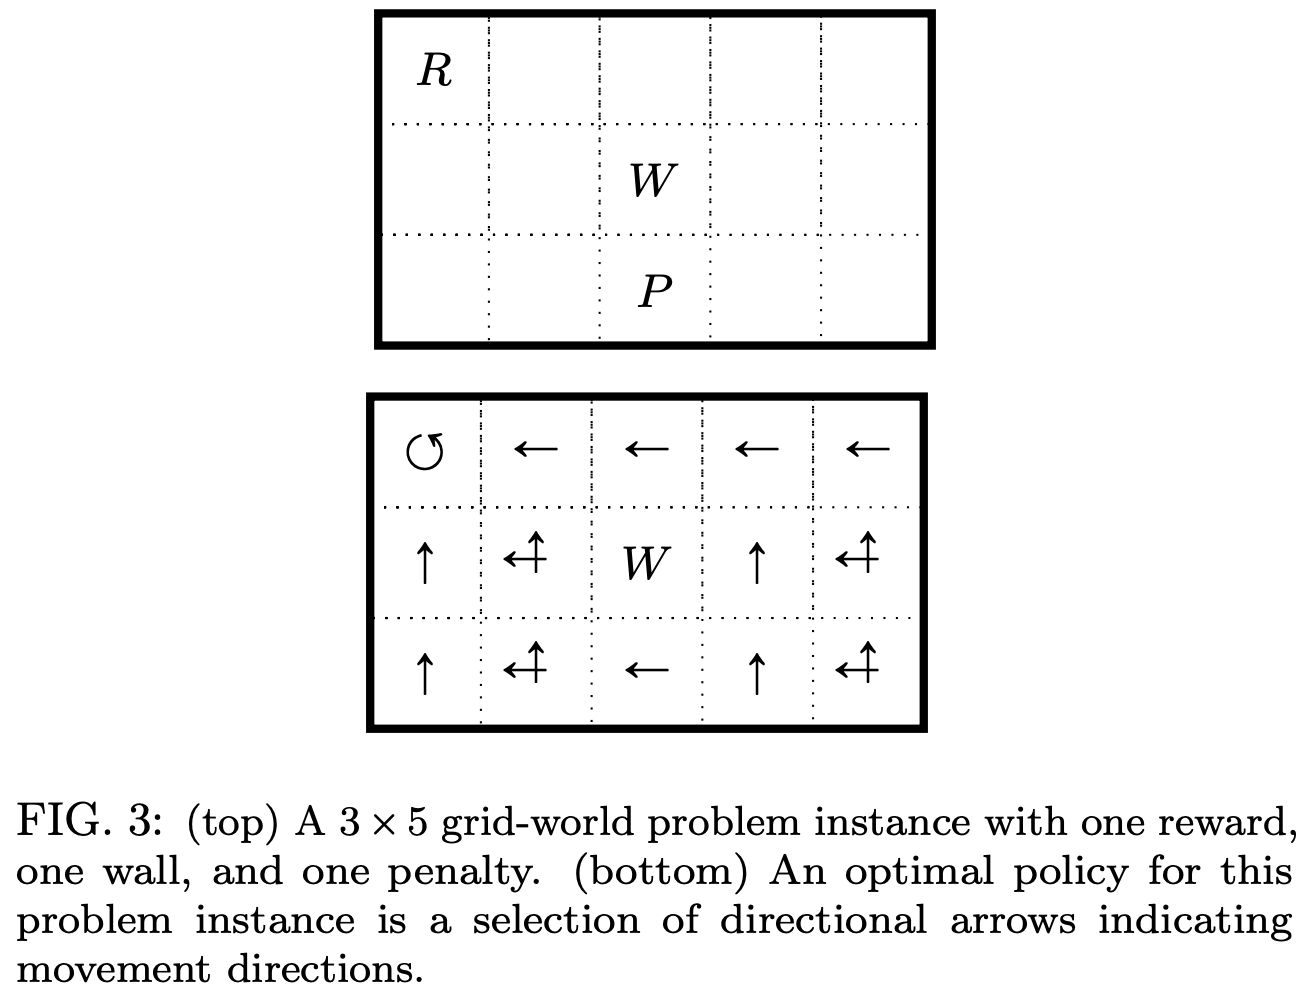 R
W
P
W
FIG. 3: (top) A 3 × 5 grid-world problem instance with one reward,
one wall, and one penalty. (bottom) An optimal policy for this
problem instance is a selection of directional arrows indicating
movement directions.